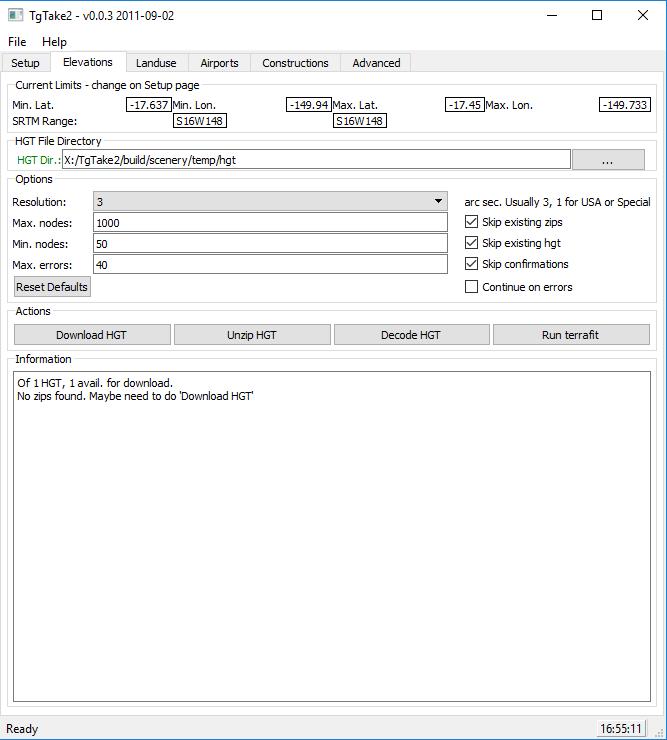 TgTake2 - v0.0.3 2011-09-02
File Help
Setup Elevations Landuse Airports Constructions Advanced
Current Limits - change on Setup page
Min. Lat. -17.637 Min. Lon. -149.94 Max. Lat. -17.45 Max. Lon. -149.733
SRTM Range: S16W148 S16W148
HGT File Directory
HGT Dir.: X:/TgTake2/build/scenery/temp/hgt ...
Options
Resolution: 3 arc sec. Usually 3, 1 for USA or Special
Max. nodes: 1000 Skip existing zips
Min. nodes: 50 Skip existing hgt
Max. errors: 40 Skip confirmations
Reset Defaults Continue on errors
Actions
Download HGT Unzip HGT Decode HGT Run terrafit
Information
Of 1 HGT, 1 avail. for download.
No zips found. Maybe need to do 'Download HGT'
Ready 16:55:11